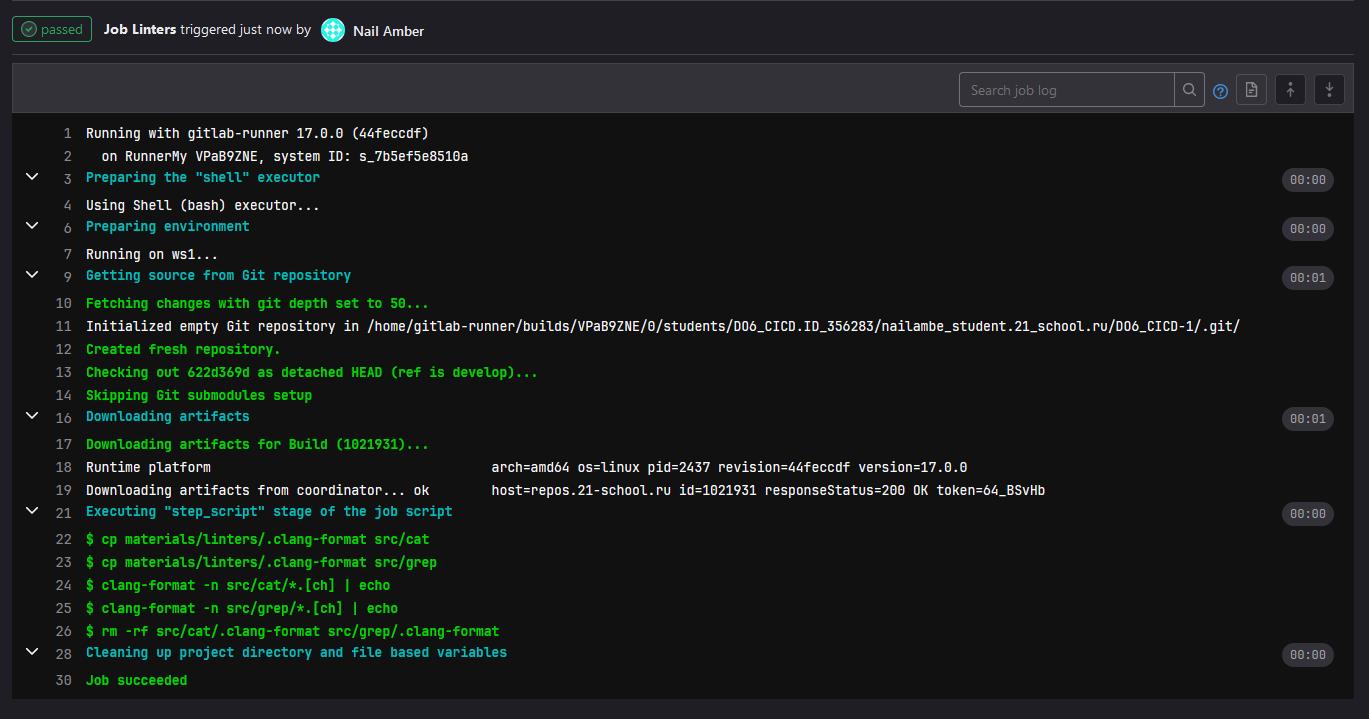 passed Job Linters triggered just now by Nail Amber
Search job log
1 Running with gitlab-runner 17.0.0 (44feccdf)
2 on RunnerMy VPaB9ZNE, system ID: s_7b5ef5e8510a
3 Preparing the "shell" executor 00:00
4 Using Shell (bash) executor...
6 Preparing environment 00:00
7 Running on ws1...
9 Getting source from Git repository 00:01
10 Fetching changes with git depth set to 50...
11 Initialized empty Git repository in /home/gitlab-runner/builds/VPaB9ZNE/0/students/DO6_CICD.ID_356283/nailambe_student.21_school.ru/DO6_CICD-1/.git/
12 Created fresh repository.
13 Checking out 622d369d as detached HEAD (ref is develop)...
14 Skipping Git submodules setup
16 Downloading artifacts 00:01
17 Downloading artifacts for Build (1021931)...
18 Runtime platform arch=amd64 os=linux pid=2437 revision=44feccdf version=17.0.0
19 Downloading artifacts from coordinator... ok host=repos.21-school.ru id=1021931 responseStatus=200 OK token=64_BSvHb
21 Executing "step_script" stage of the job script 00:00
22 $ cp materials/linters/.clang-format src/cat
23 $ cp materials/linters/.clang-format src/grep
24 $ clang-format -n src/cat/*.[ch] | echo
25 $ clang-format -n src/grep/*.[ch] | echo
26 $ rm -rf src/cat/.clang-format src/grep/.clang-format
28 Cleaning up project directory and file based variables 00:00
30 Job succeeded